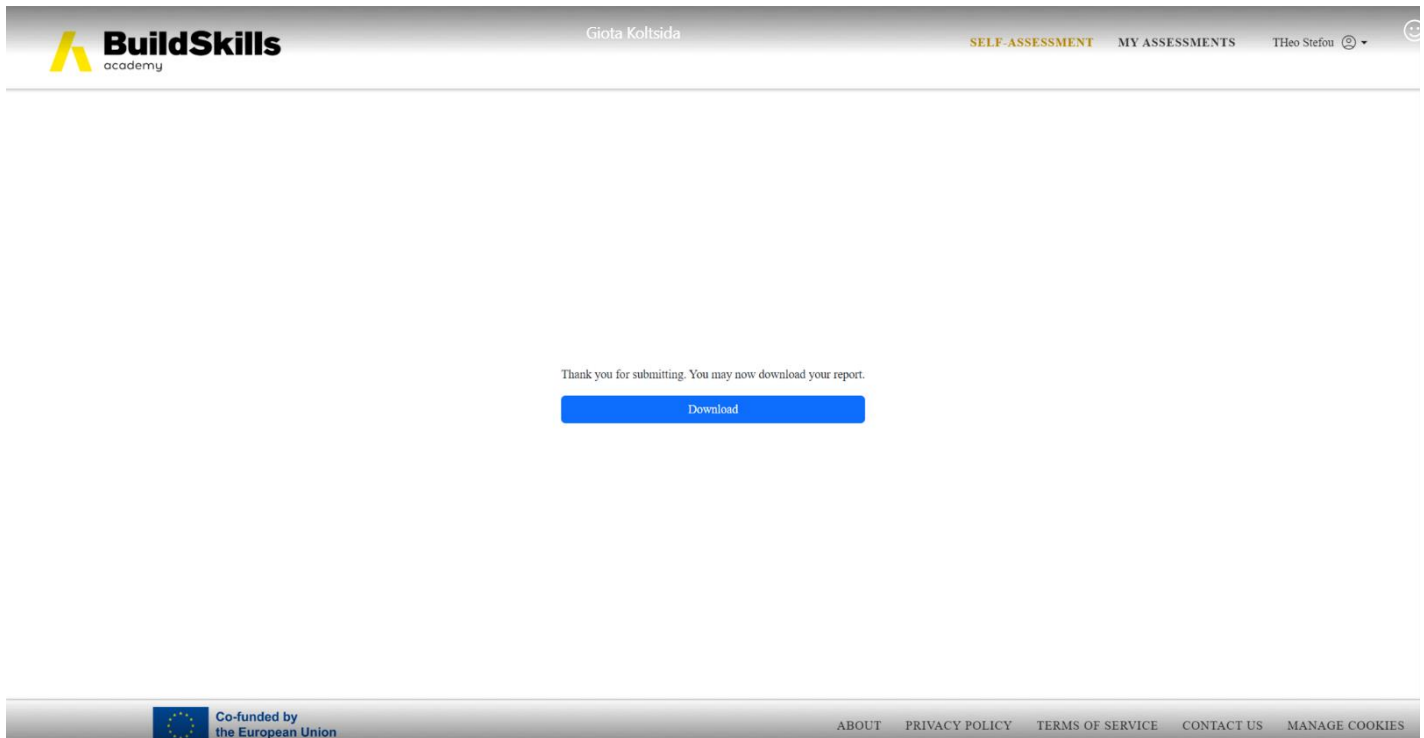 BuildSkills
academy
Giota Koltsida
SELF-ASSESSMENT MY ASSESSMENTS THeo Stefou
Thank you for submitting. You may now download your report.
Download
Co-funded by
the European Union
ABOUT PRIVACY POLICY TERMS OF SERVICE CONTACT US MANAGE COOKIES